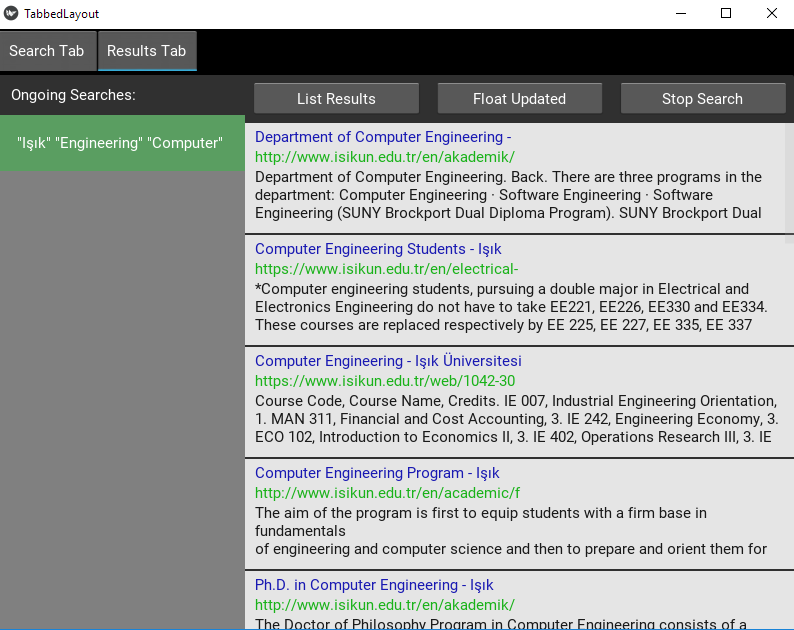 TabbedLayout
Search Tab
Results Tab
Ongoing Searches:
List Results
Float Updated
Stop Search
"Işık" "Engineering" "Computer"
Department of Computer Engineering -
http://www.isikun.edu.tr/en/akademik/
Department of Computer Engineering. Back. There are three programs in the
department: Computer Engineering · Software Engineering · Software
Engineering (SUNY Brockport Dual Diploma Program). SUNY Brockport Dual
Computer Engineering Students - Işık
https://www.isikun.edu.tr/en/electrical-
*Computer engineering students, pursuing a double major in Electrical and
Electronics Engineering do not have to take EE221, EE226, EE330 and EE334.
These courses are replaced respectively by EE 225, EE 227, EE 335, EE 337
Computer Engineering - Işık Üniversitesi
https://www.isikun.edu.tr/web/1042-30
Course Code, Course Name, Credits. IE 007, Industrial Engineering Orientation,
1. MAN 311, Financial and Cost Accounting, 3. IE 242, Engineering Economy, 3.
ECO 102, Introduction to Economics II, 3. IE 402, Operations Research III, 3. IE
Computer Engineering Program - Işık
http://www.isikun.edu.tr/en/academic/f
The aim of the program is first to equip students with a firm base in
fundamentals
of engineering and computer science and then to prepare and orient them for
Ph.D. in Computer Engineering - Işık
http://www.isikun.edu.tr/en/akademik/
The Doctor of Philosophy Program in Computer Engineering consists of a